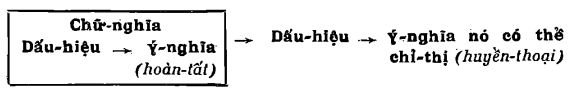 Chữ-nghĩa
Dấu-hiệu → Ý-nghĩa → Dấu-hiệu → Ý-nghĩa nó có thể
(hoàn-tất) chỉ-thị (huyền-thoại)